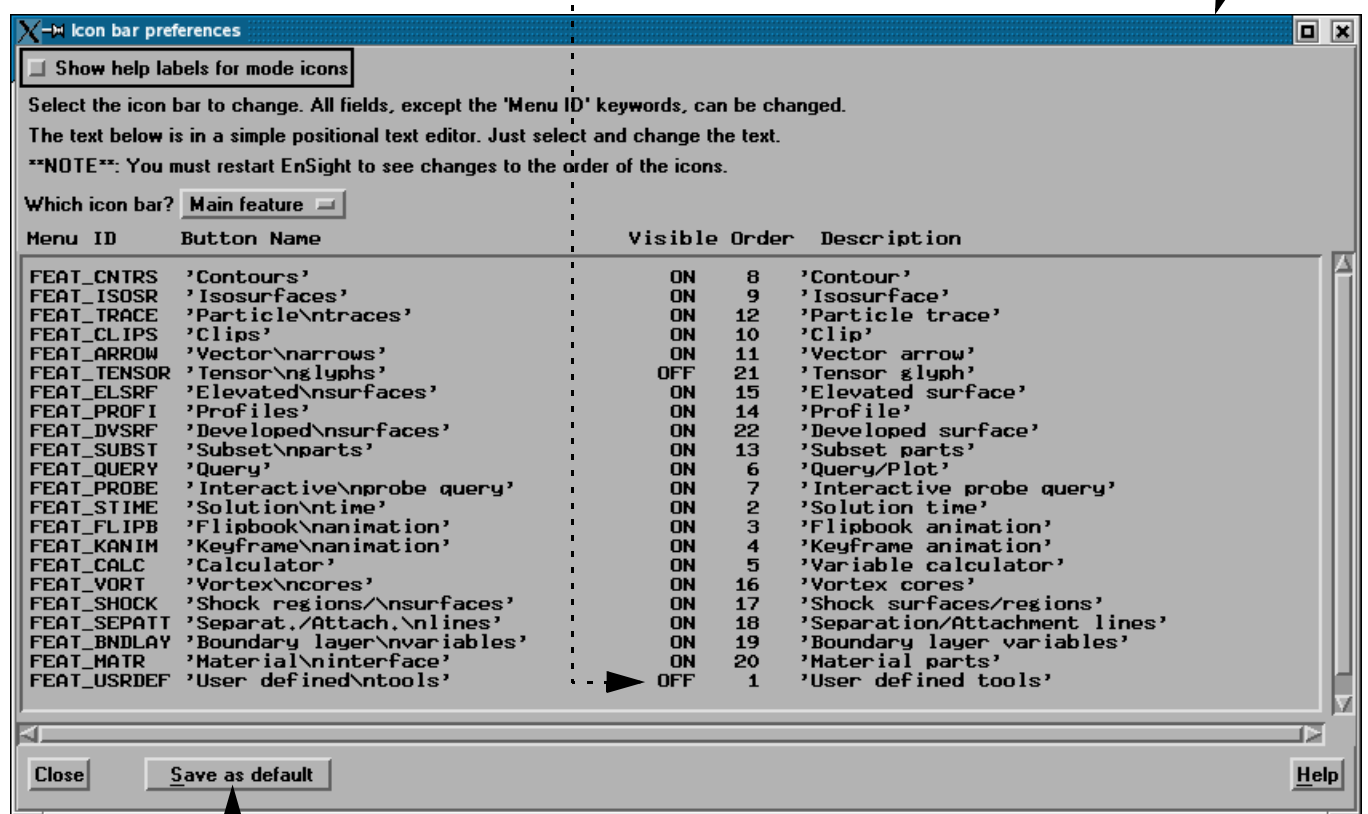 Icon bar preferences
Show help labels for mode icons
Select the icon bar to change. All fields, except the 'Menu ID' keywords, can be changed.
The text below is in a simple positional text editor. Just select and change the text.
**NOTE**: You must restart EnSight to see changes to the order of the icons.
Which icon bar? Main feature
Menu ID Button Name Visible Order Description
FEAT_CNTRS 'Contours' ON 8 'Contour'
FEAT_ISOSR 'Isosurfaces' ON 9 'Isosurface'
FEAT_TRACE 'Particle\ntraces' ON 12 'Particle trace'
FEAT_CLIPS 'Clips' ON 10 'Clip'
FEAT_ARROW 'Vector\narrows' ON 11 'Vector arrow'
FEAT_TENSOR 'Tensor\nglyphs' OFF 21 'Tensor glyph'
FEAT_ELSRF 'Elevated\nsurfaces' ON 15 'Elevated surface'
FEAT_PROFI 'Profiles' ON 14 'Profile'
FEAT_DVSRF 'Developed\nsurfaces' ON 22 'Developed surface'
FEAT_SUBST 'Subset\nparts' ON 13 'Subset parts'
FEAT_QUERY 'Query' ON 6 'Query/Plot'
FEAT_PROBE 'Interactive\nprobe query' ON 7 'Interactive probe query'
FEAT_STIME 'Solution\ntime' ON 2 'Solution time'
FEAT_FLIPB 'Flipbook\nanimation' ON 3 'Flipbook animation'
FEAT_KANIM 'Keyframe\nanimation' ON 4 'Keyframe animation'
FEAT_CALC 'Calculator' ON 5 'Variable calculator'
FEAT_VORT 'Vortex\ncores' ON 16 'Vortex cores'
FEAT_SHOCK 'Shock regions/\nsurfaces' ON 17 'Shock surfaces/regions'
FEAT_SEPATT 'Separat./Attach.\nlines' ON 18 'Separation/Attachment lines'
FEAT_BNDLAY 'Boundary layer\nvariables' ON 19 'Boundary layer variables'
FEAT_MATR 'Material\ninterface' ON 20 'Material parts'
FEAT_USRDEF 'User defined\ntools' OFF 1 'User defined tools'
Close Save as default Help